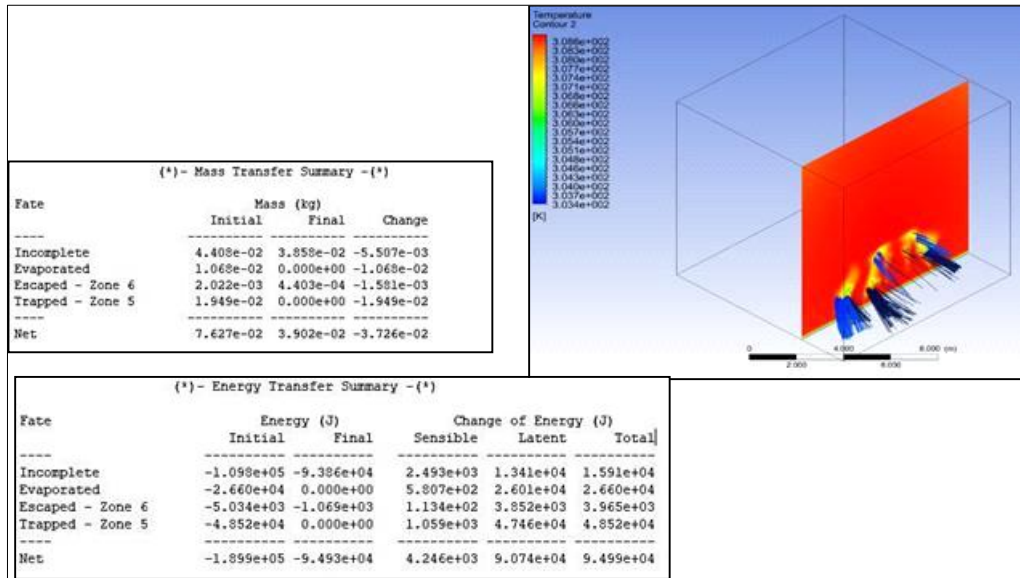 Temperature
Contour 2
3.086e+002
3.083e+002
3.080e+002
3.077e+002
3.074e+002
3.071e+002
3.068e+002
3.066e+002
3.063e+002
3.060e+002
3.057e+002
3.054e+002
3.051e+002
3.048e+002
3.046e+002
3.043e+002
3.040e+002
3.037e+002
3.034e+002
[K]
0 4.000 8.000 (m)
2.000 6.000
(*)- Mass Transfer Summary -(*)
Fate Mass (kg)
Initial Final Change
---- ---------- ---------- ----------
Incomplete 4.408e-02 3.858e-02 -5.507e-03
Evaporated 1.068e-02 0.000e+00 -1.068e-02
Escaped - Zone 6 2.022e-03 4.403e-04 -1.581e-03
Trapped - Zone 5 1.949e-02 0.000e+00 -1.949e-02
---- ---------- ---------- ----------
Net 7.627e-02 3.902e-02 -3.726e-02
(*)- Energy Transfer Summary -(*)
Fate Energy (J) Change of Energy (J)
Initial Final Sensible Latent Total
---- ---------- ---------- ---------- ---------- ----------
Incomplete -1.098e+05 -9.386e+04 2.493e+03 1.341e+04 1.591e+04
Evaporated -2.660e+04 0.000e+00 5.807e+02 2.601e+04 2.660e+04
Escaped - Zone 6 -5.034e+03 -1.069e+03 1.134e+02 3.852e+03 3.965e+03
Trapped - Zone 5 -4.852e+04 0.000e+00 1.059e+03 4.746e+04 4.852e+04
---- ---------- ---------- ---------- ---------- ----------
Net -1.899e+05 -9.493e+04 4.246e+03 9.074e+04 9.499e+04